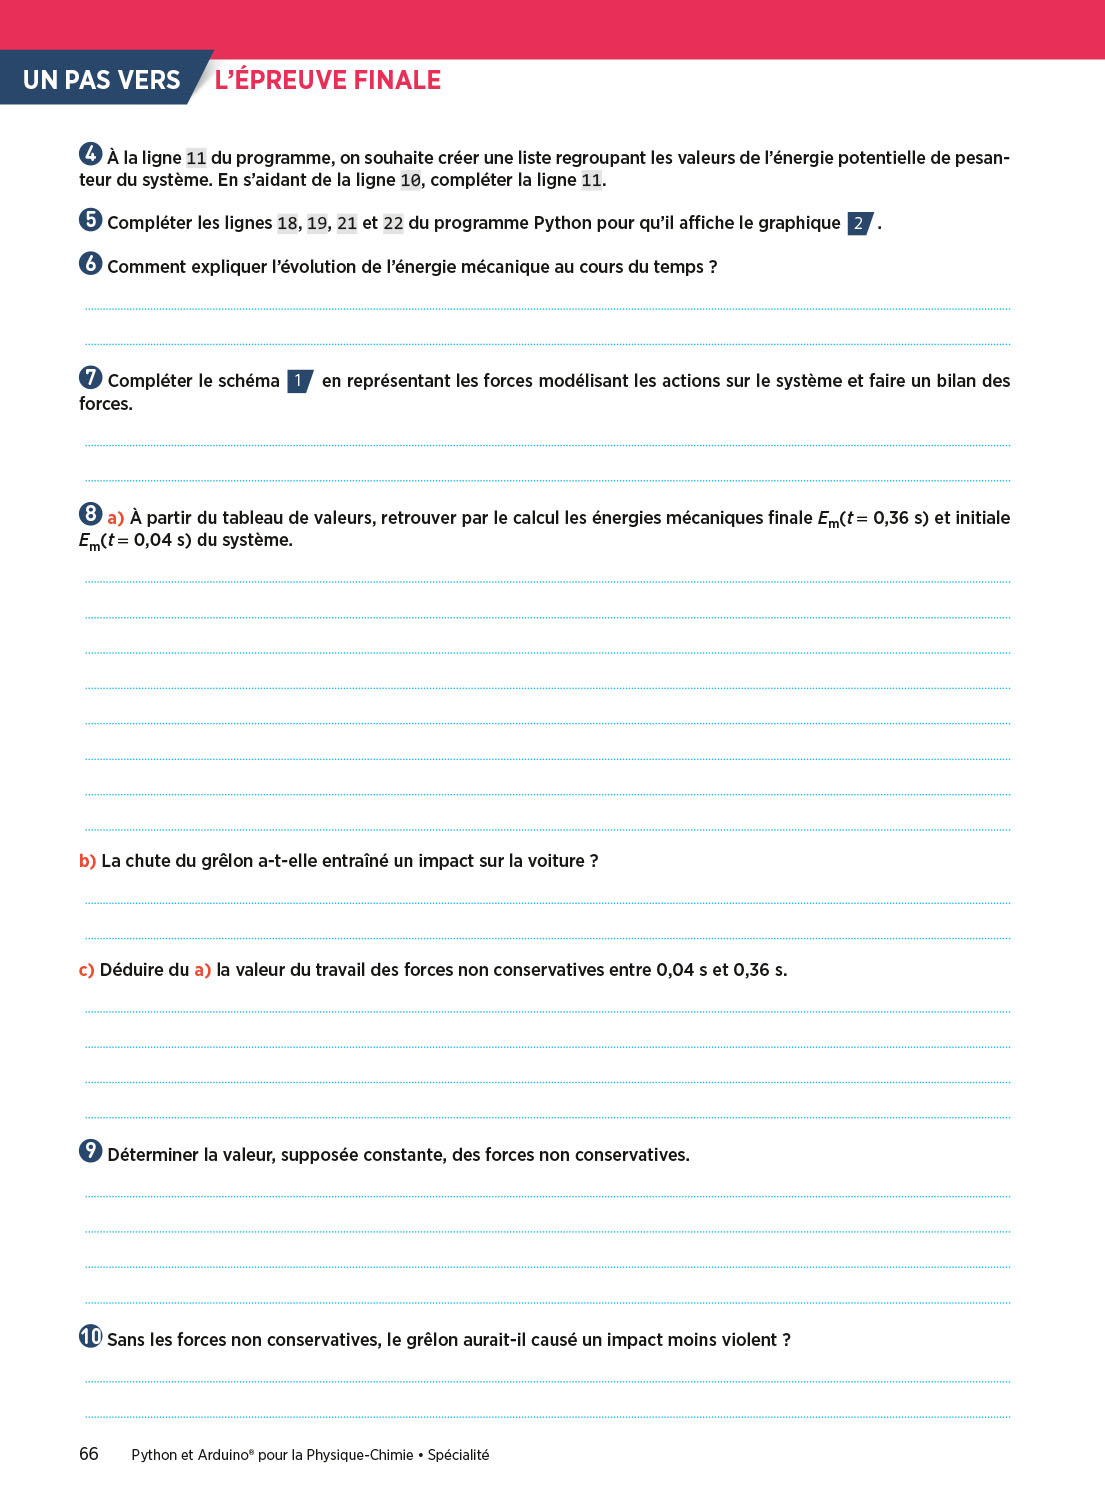 UN PAS VERS L’ÉPREUVE FINALE
4 À la ligne 11 du programme, on souhaite créer une liste regroupant les valeurs de l’énergie potentielle de pesan-
teur du système. En s’aidant de la ligne 10, compléter la ligne 11.
5 Compléter les lignes 18, 19, 21 et 22 du programme Python pour qu’il affiche le graphique 2 .
6 Comment expliquer l’évolution de l’énergie mécanique au cours du temps ?
7 Compléter le schéma 1 en représentant les forces modélisant les actions sur le système et faire un bilan des
forces.
8 a) À partir du tableau de valeurs, retrouver par le calcul les énergies mécaniques finale Em(t = 0,36 s) et initiale
Em(t = 0,04 s) du système.
b) La chute du grêlon a-t-elle entraîné un impact sur la voiture ?
c) Déduire du a) la valeur du travail des forces non conservatives entre 0,04 s et 0,36 s.
9 Déterminer la valeur, supposée constante, des forces non conservatives.
10 Sans les forces non conservatives, le grêlon aurait-il causé un impact moins violent ?
66 Python et Arduino® pour la Physique-Chimie • Spécialité